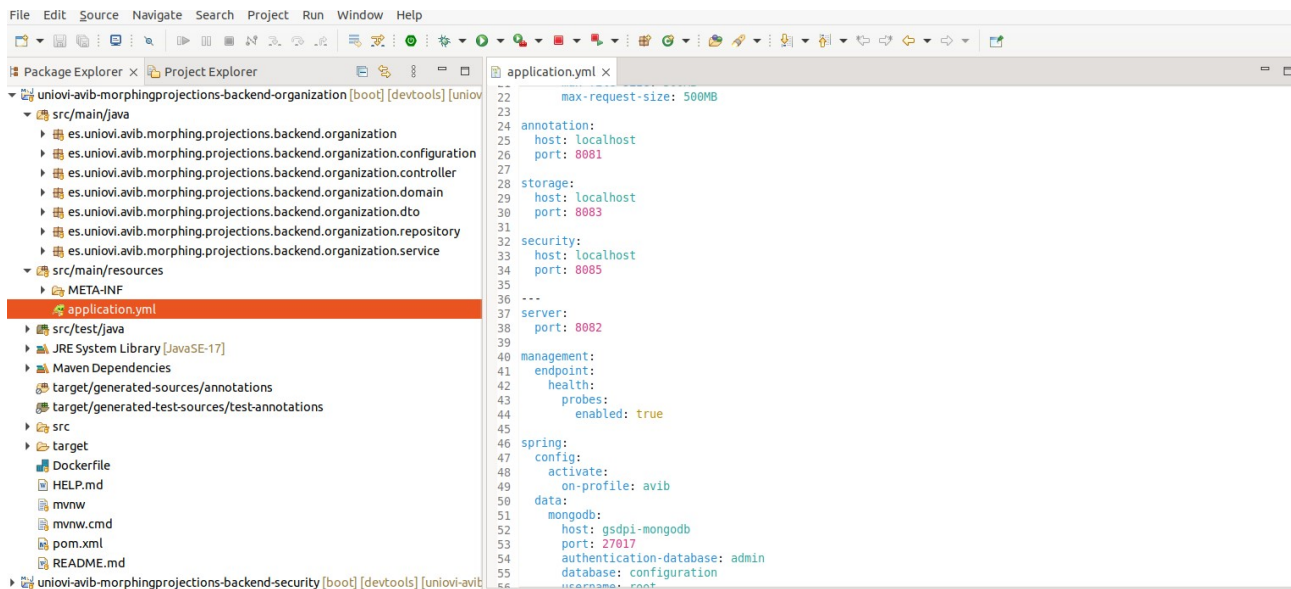 File Edit Source Navigate Search Project Run Window Help
Package Explorer × Project Explorer
uniovi-avib-morphingprojections-backend-organization [boot] [devtools] [uniov
src/main/java
es.uniovi.avib.morphing.projections.backend.organization
es.uniovi.avib.morphing.projections.backend.organization.configuration
es.uniovi.avib.morphing.projections.backend.organization.controller
es.uniovi.avib.morphing.projections.backend.organization.domain
es.uniovi.avib.morphing.projections.backend.organization.dto
es.uniovi.avib.morphing.projections.backend.organization.repository
es.uniovi.avib.morphing.projections.backend.organization.service
src/main/resources
META-INF
application.yml
src/test/java
JRE System Library [JavaSE-17]
Maven Dependencies
target/generated-sources/annotations
target/generated-test-sources/test-annotations
src
target
Dockerfile
HELP.md
mvnw
mvnw.cmd
pom.xml
README.md
uniovi-avib-morphingprojections-backend-security [boot] [devtools] [uniovi-avib
application.yml ×
22 max-request-size: 500MB
23
24 annotation:
25 host: localhost
26 port: 8081
27
28 storage:
29 host: localhost
30 port: 8083
31
32 security:
33 host: localhost
34 port: 8085
35
36 ---
37 server:
38 port: 8082
39
40 management:
41 endpoint:
42 health:
43 probes:
44 enabled: true
45
46 spring:
47 config:
48 activate:
49 on-profile: avib
50 data:
51 mongodb:
52 host: gsdpi-mongodb
53 port: 27017
54 authentication-database: admin
55 database: configuration
56 username: root